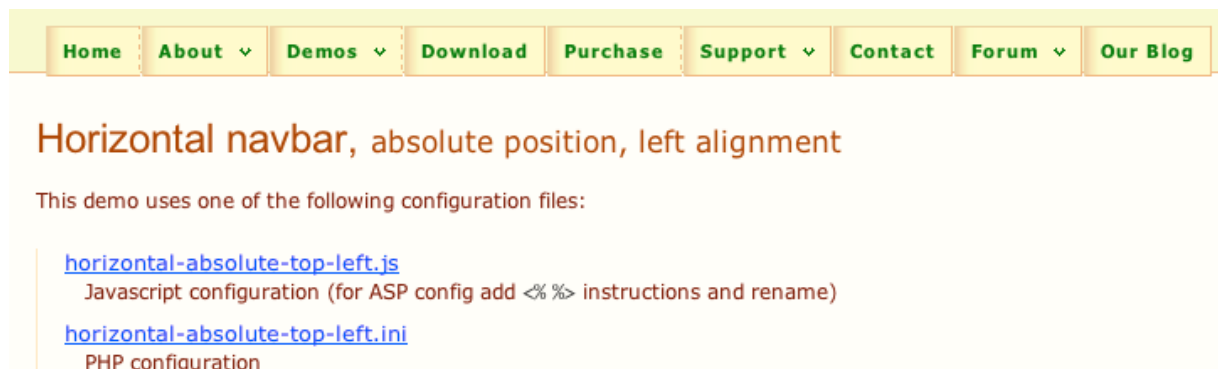 Home About Demos Download Purchase Support Contact Forum Our Blog
Horizontal navbar, absolute position, left alignment
This demo uses one of the following configuration files:
horizontal-absolute-top-left.js
Javascript configuration (for ASP config add <% %> instructions and rename)
horizontal-absolute-top-left.ini
PHP configuration